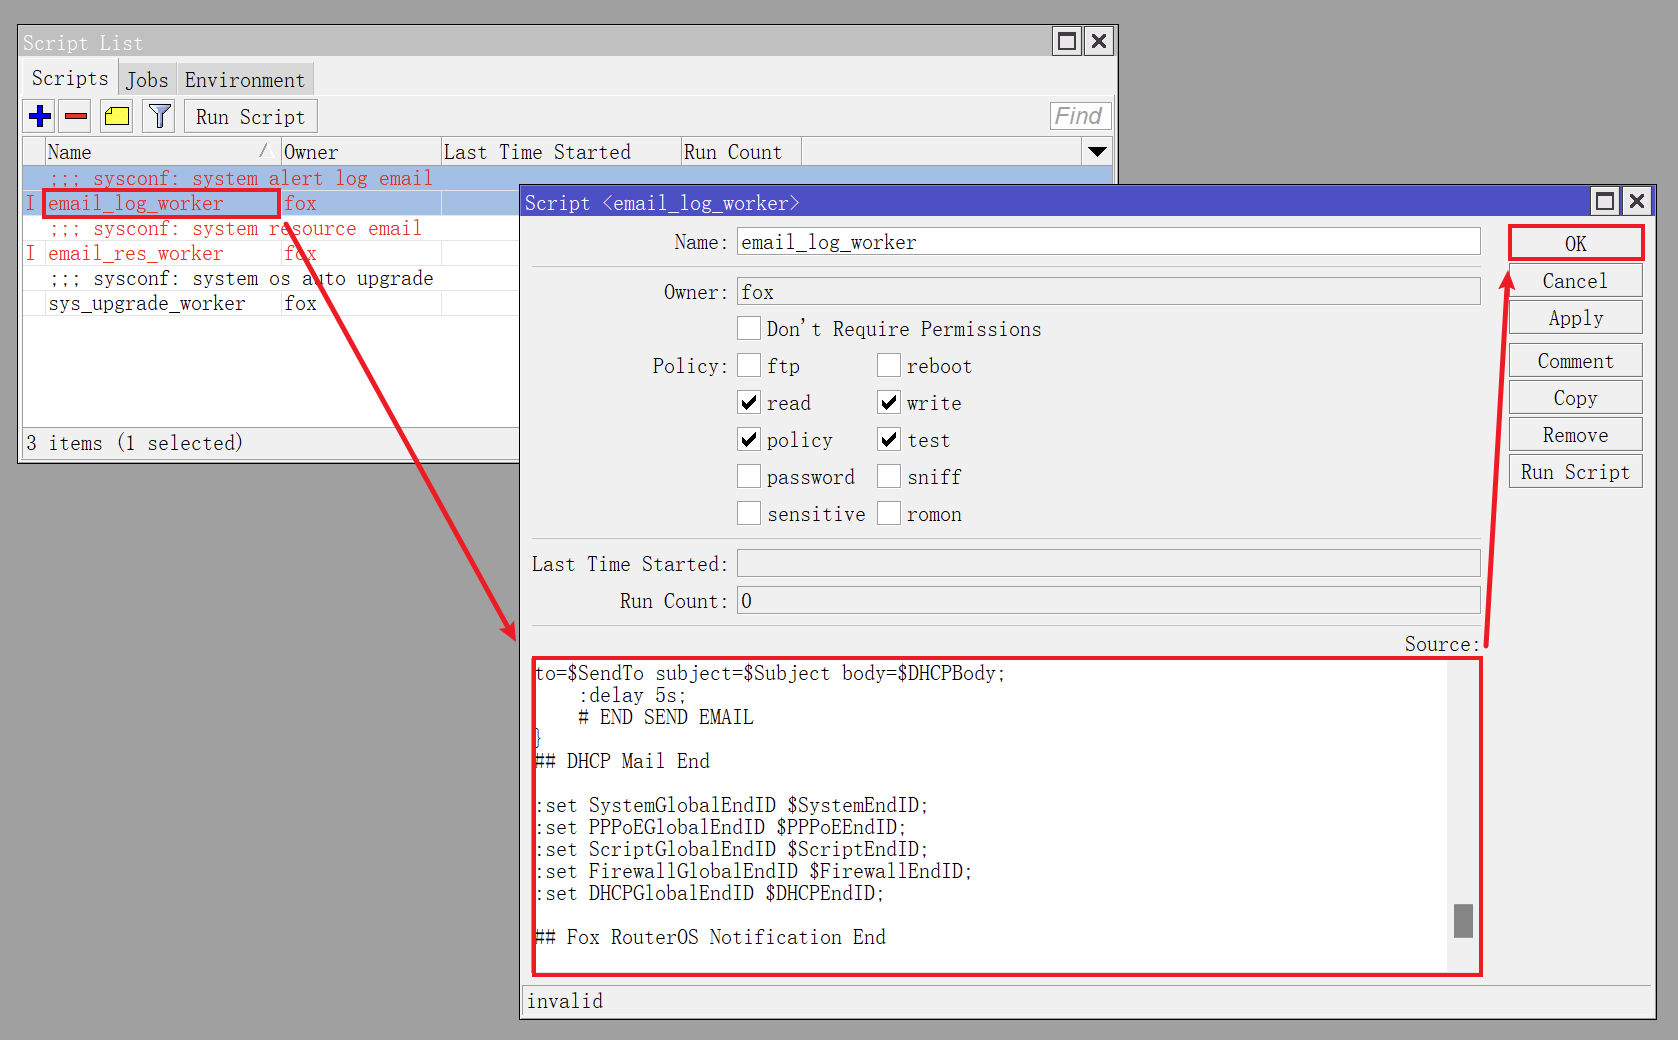 Script List
Scripts Jobs Environment
Run Script Find
Name Owner Last Time Started Run Count
;;; sysconf: system alert log email
I email_log_worker fox
;;; sysconf: system resource email
I email_res_worker fox
;;; sysconf: system os auto upgrade
sys_upgrade_worker fox
3 items (1 selected)
Script <email_log_worker>
Name: email_log_worker
Owner: fox
Don't Require Permissions
Policy: ftp reboot
read write
policy test
password sniff
sensitive romon
Last Time Started:
Run Count: 0
Source:
to=$SendTo subject=$Subject body=$DHCPBody;
:delay 5s;
# END SEND EMAIL
}
## DHCP Mail End
:set SystemGlobalEndID $SystemEndID;
:set PPPoEGlobalEndID $PPPoEEndID;
:set ScriptGlobalEndID $ScriptEndID;
:set FirewallGlobalEndID $FirewallEndID;
:set DHCPGlobalEndID $DHCPEndID;
## Fox RouterOS Notification End
invalid
OK
Cancel
Apply
Comment
Copy
Remove
Run Script